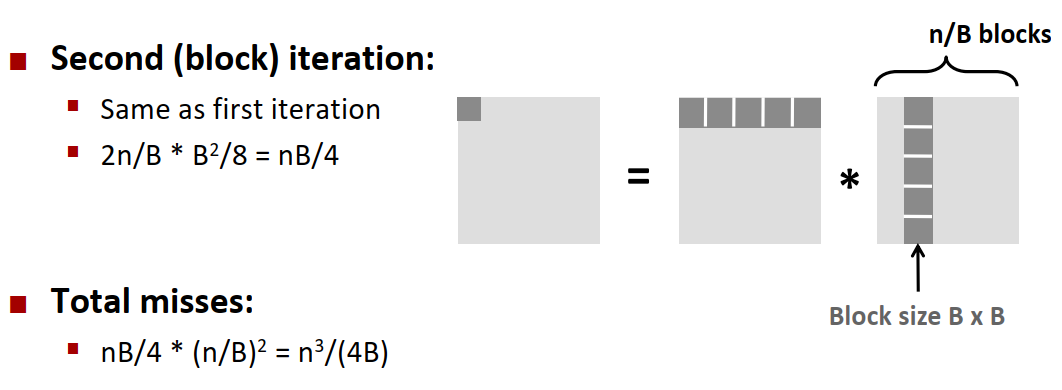 Second (block) iteration:
Same as first iteration
2n/B * B²/8 = nB/4
n/B blocks
=
*
Block size B x B
Total misses:
nB/4 * (n/B)² = n³/(4B)